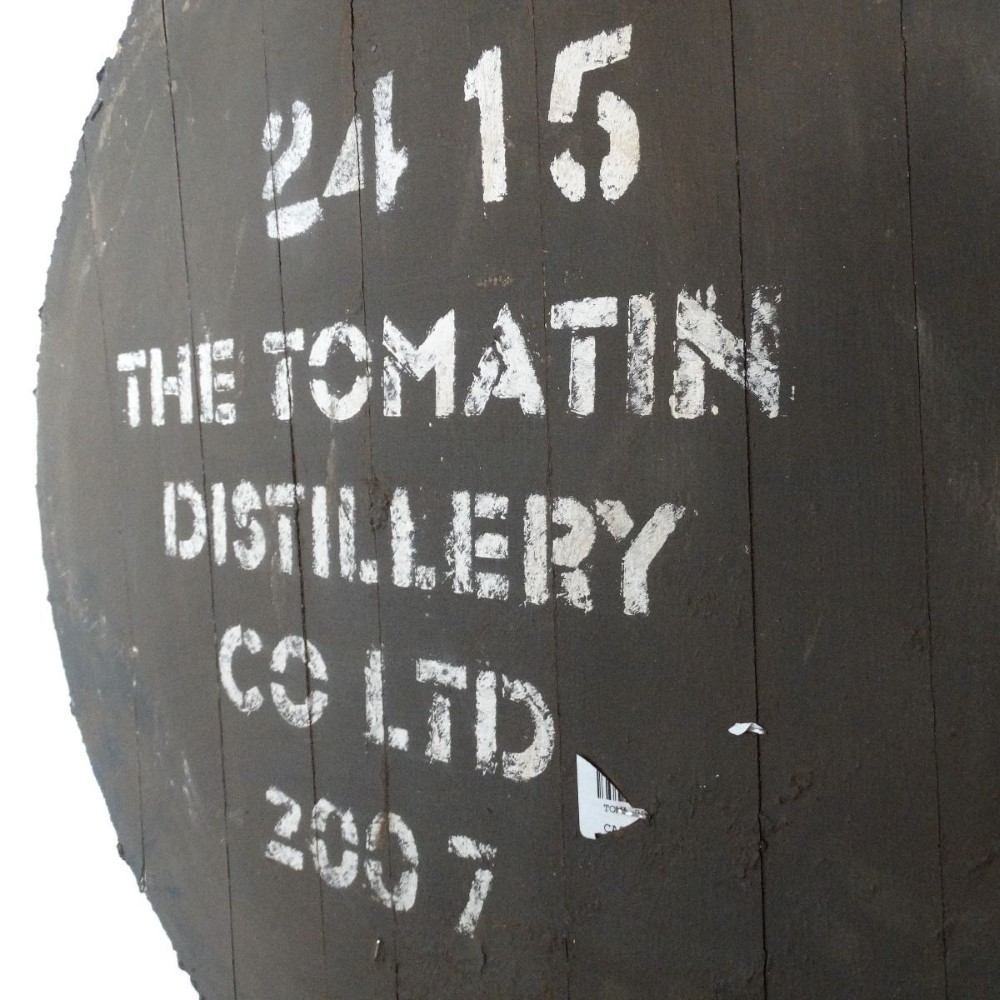 24 15
THE TOMATIN
DISTILLERY
CO LTD
2007